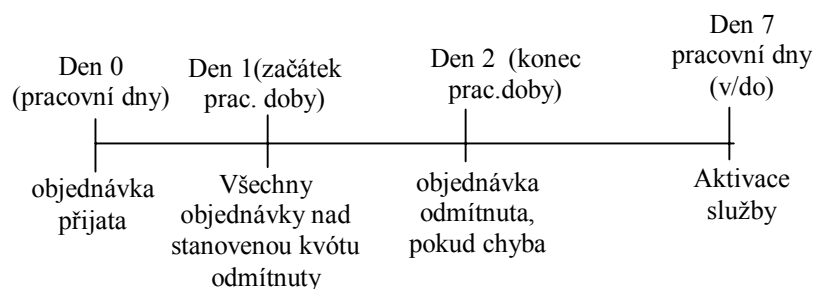 Den 0
(pracovní dny)
Den 1(začátek
prac. doby)
Den 2 (konec
prac.doby)
Den 7
pracovní dny
(v/do)
objednávka
přijata
Všechny
objednávky nad
stanovenou kvótu
odmítnuty
objednávka
odmítnuta,
pokud chyba
Aktivace
služby